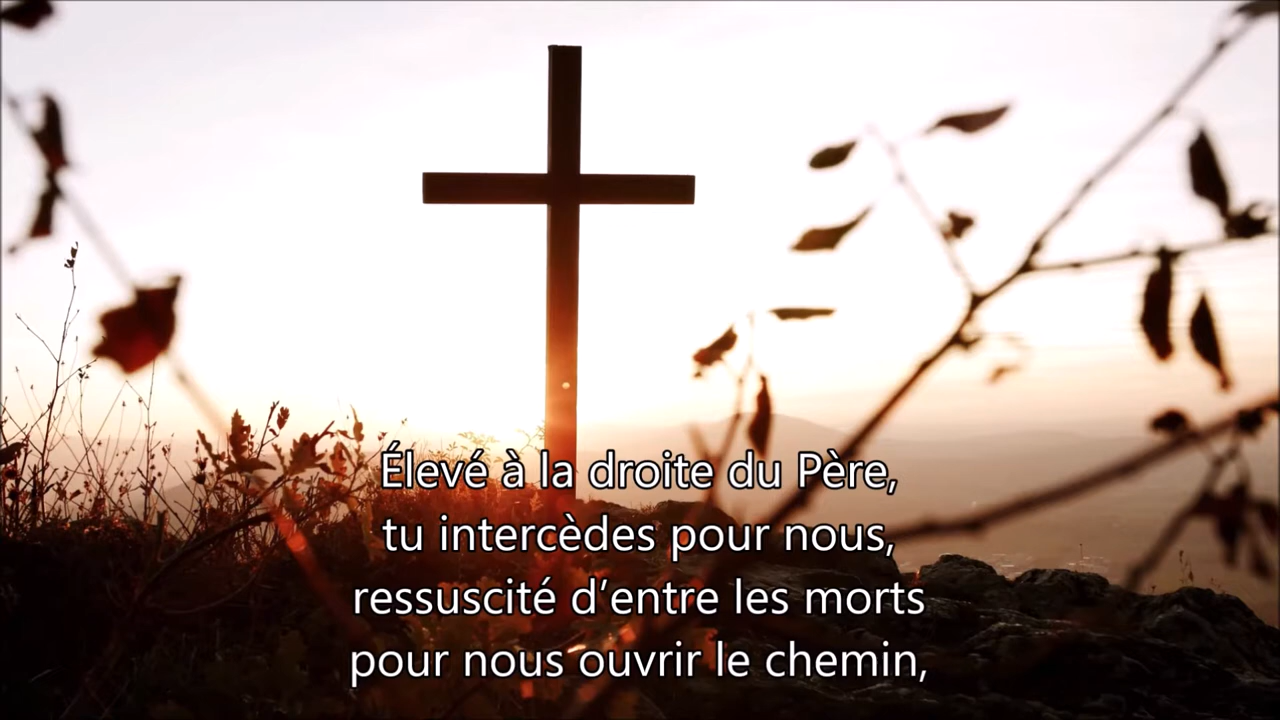 Élevé à la droite du Père,
tu intercèdes pour nous,
ressuscité d’entre les morts
pour nous ouvrir le chemin,